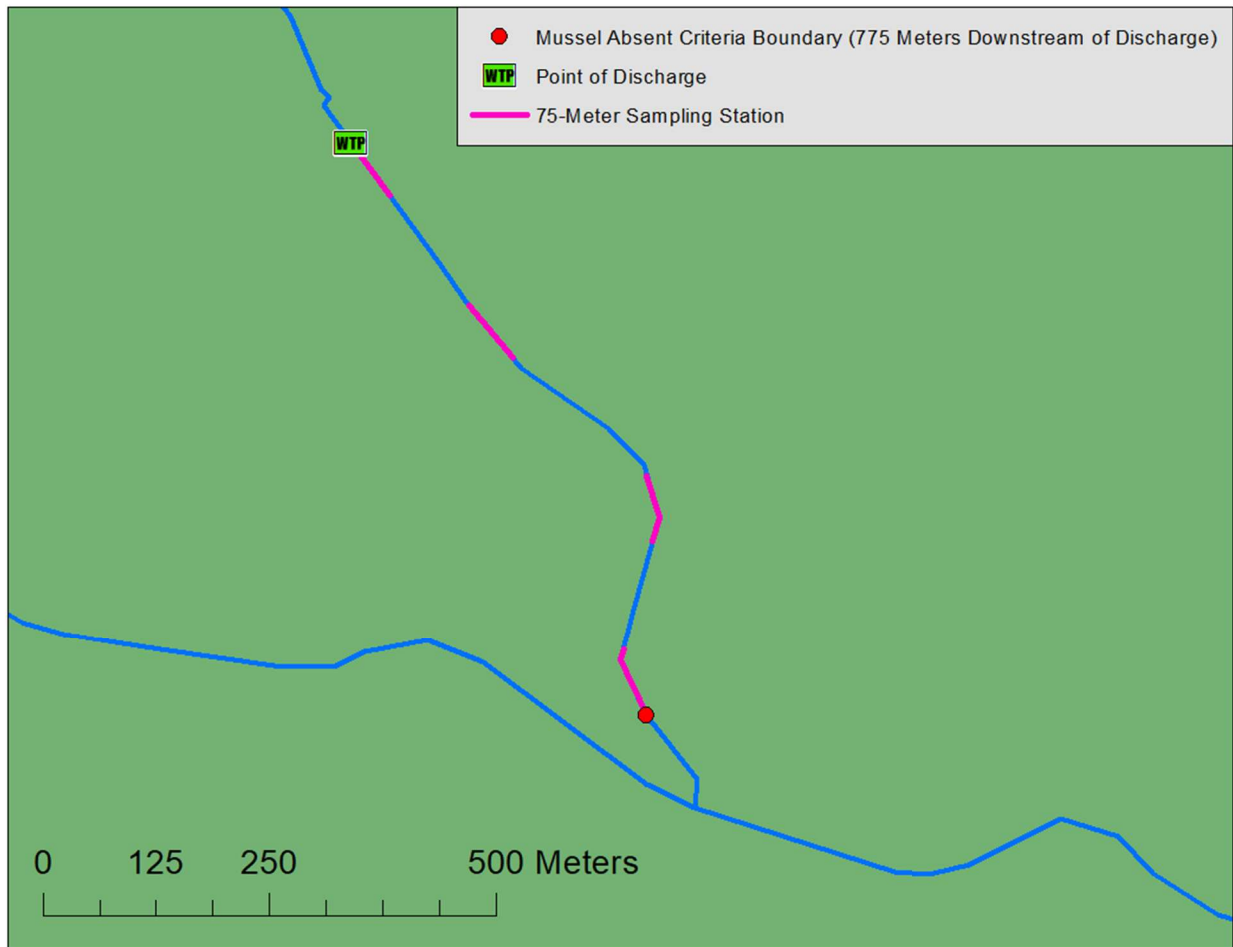 Mussel Absent Criteria Boundary (775 Meters Downstream of Discharge)
WTP Point of Discharge
75-Meter Sampling Station
WTP
0 125 250 500 Meters